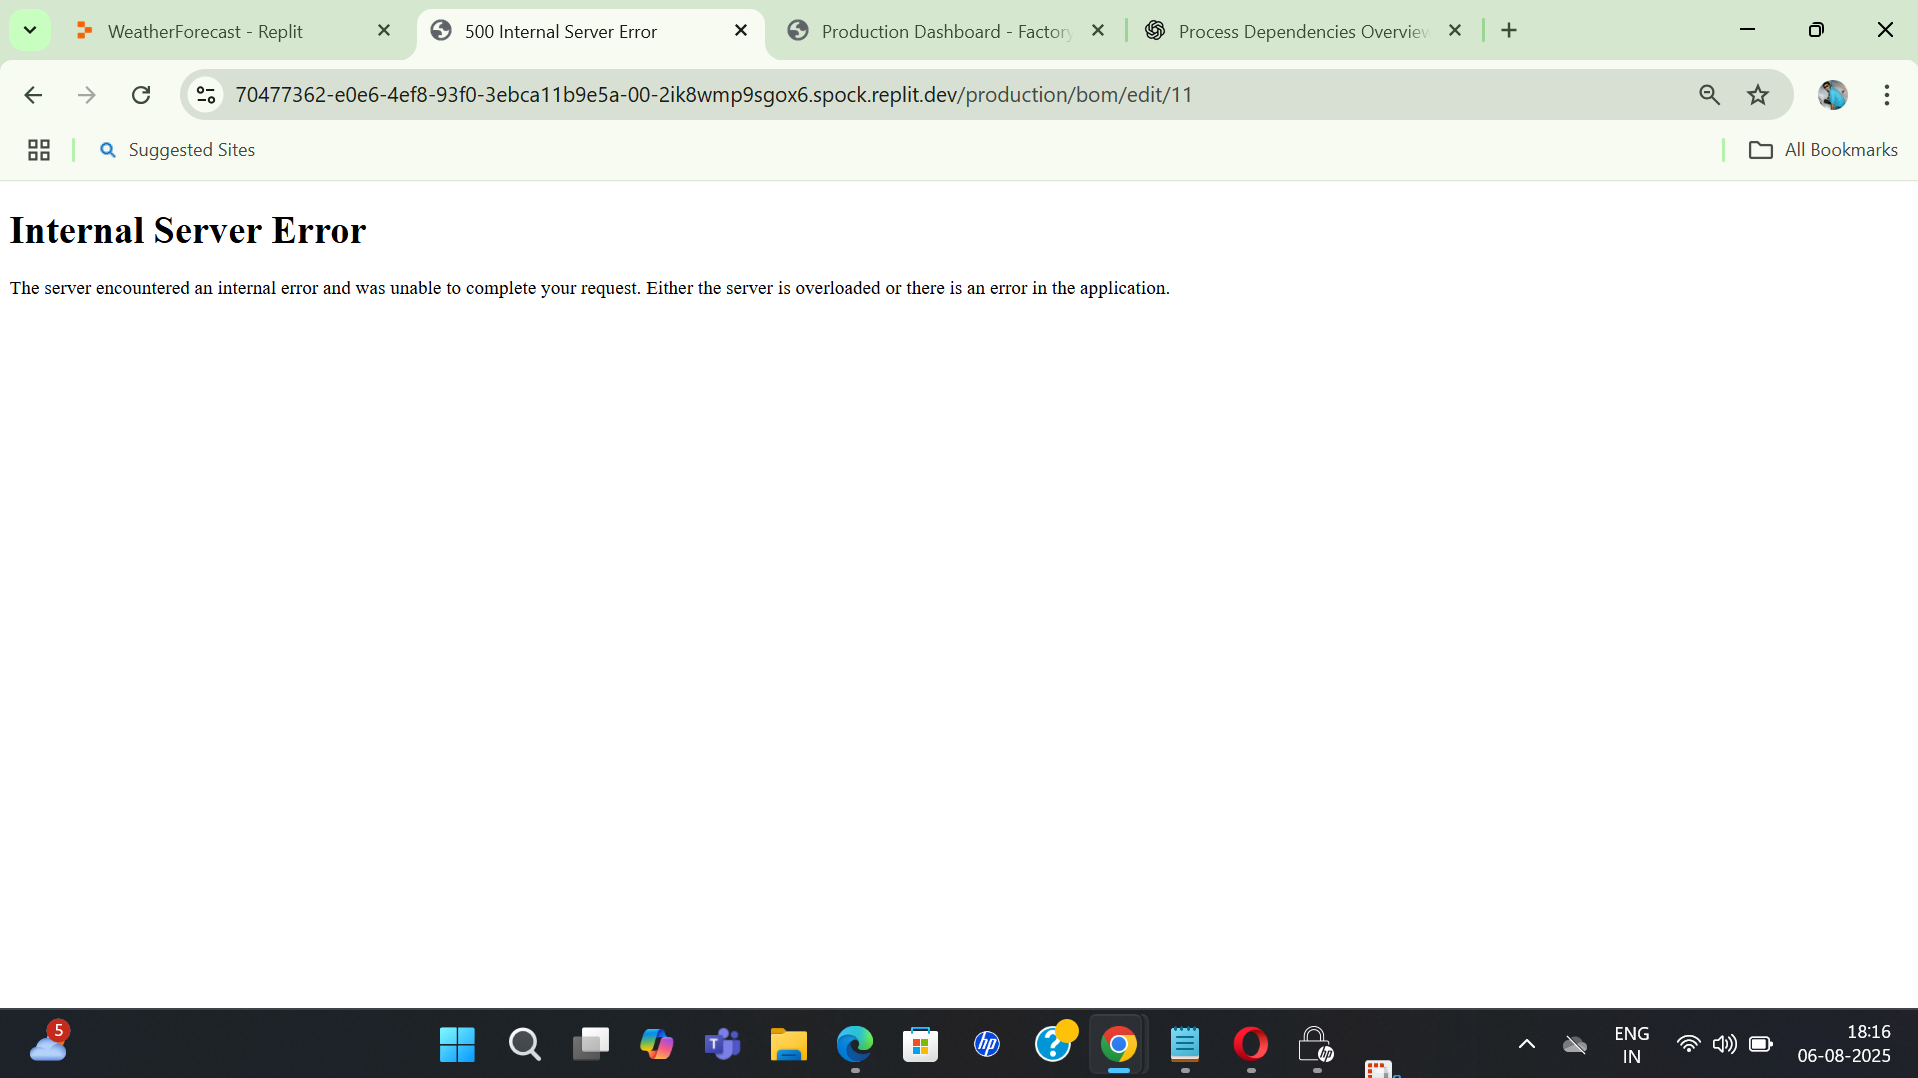 WeatherForecast - Replit
500 Internal Server Error
Production Dashboard - Factory
Process Dependencies Overview
70477362-e0e6-4ef8-93f0-3ebca11b9e5a-00-2ik8wmp9sgox6.spock.replit.dev/production/bom/edit/11
Suggested Sites
All Bookmarks
Internal Server Error
The server encountered an internal error and was unable to complete your request. Either the server is overloaded or there is an error in the application.
5
T
hp
?
hp
ENG
IN
18:16
06-08-2025